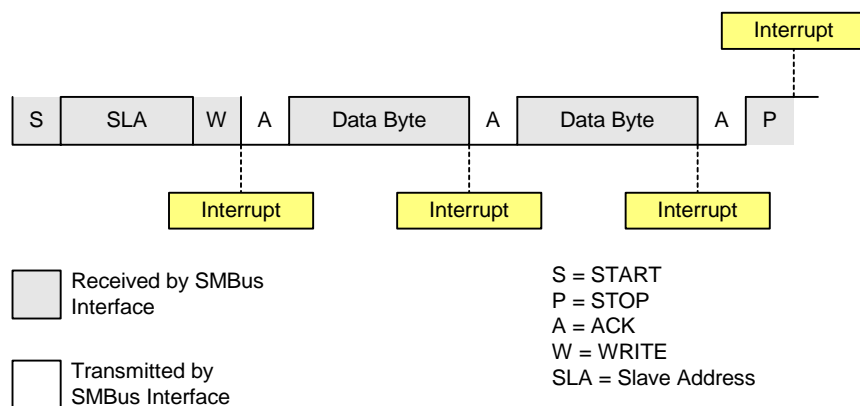 Interrupt
S SLA W A Data Byte A Data Byte A P
Interrupt Interrupt Interrupt
Received by SMBus
Interface
Transmitted by
SMBus Interface
S = START
P = STOP
A = ACK
W = WRITE
SLA = Slave Address